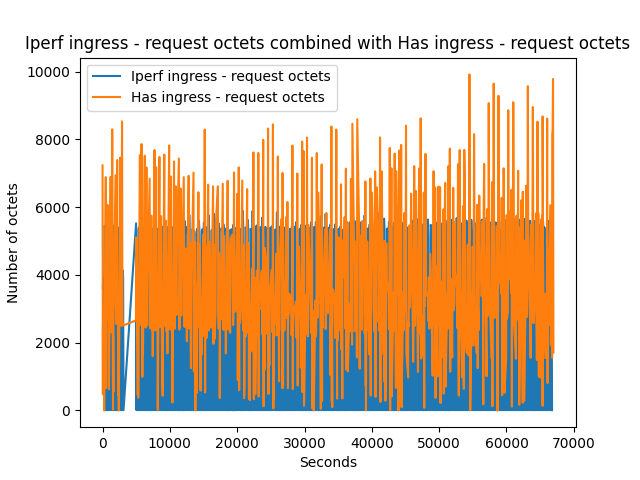 Iperf ingress - request octets combined with Has ingress - request octets
Iperf ingress - request octets
Has ingress - request octets
Number of octets
10000
8000
6000
4000
2000
0
0 10000 20000 30000 40000 50000 60000 70000
Seconds